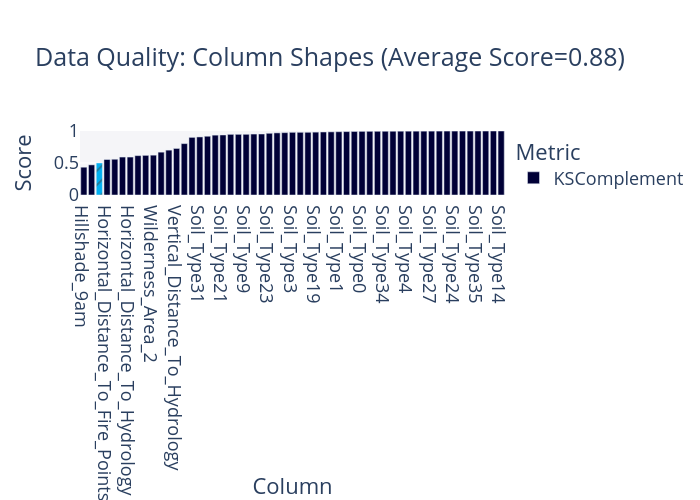 Data Quality: Column Shapes (Average Score=0.88)
Score
1
0.5
0
Metric
KSComplement
Hillshade_9am
Horizontal_Distance_To_Fire_Points
Horizontal_Distance_To_Hydrology
Wilderness_Area_2
Vertical_Distance_To_Hydrology
Soil_Type31
Soil_Type21
Soil_Type9
Soil_Type23
Soil_Type3
Soil_Type19
Soil_Type1
Soil_Type0
Soil_Type34
Soil_Type4
Soil_Type27
Soil_Type24
Soil_Type35
Soil_Type14
Column